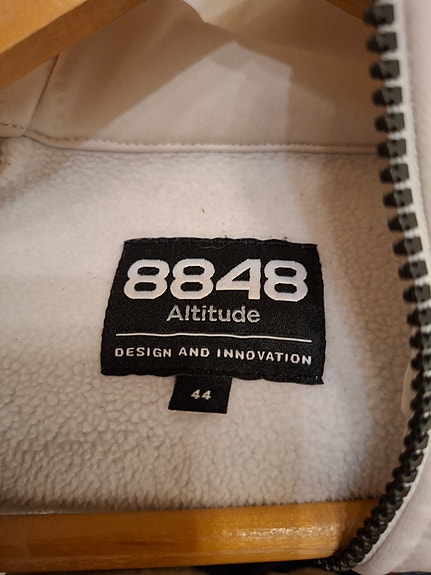 8848
Altitude
DESIGN AND INNOVATION
44